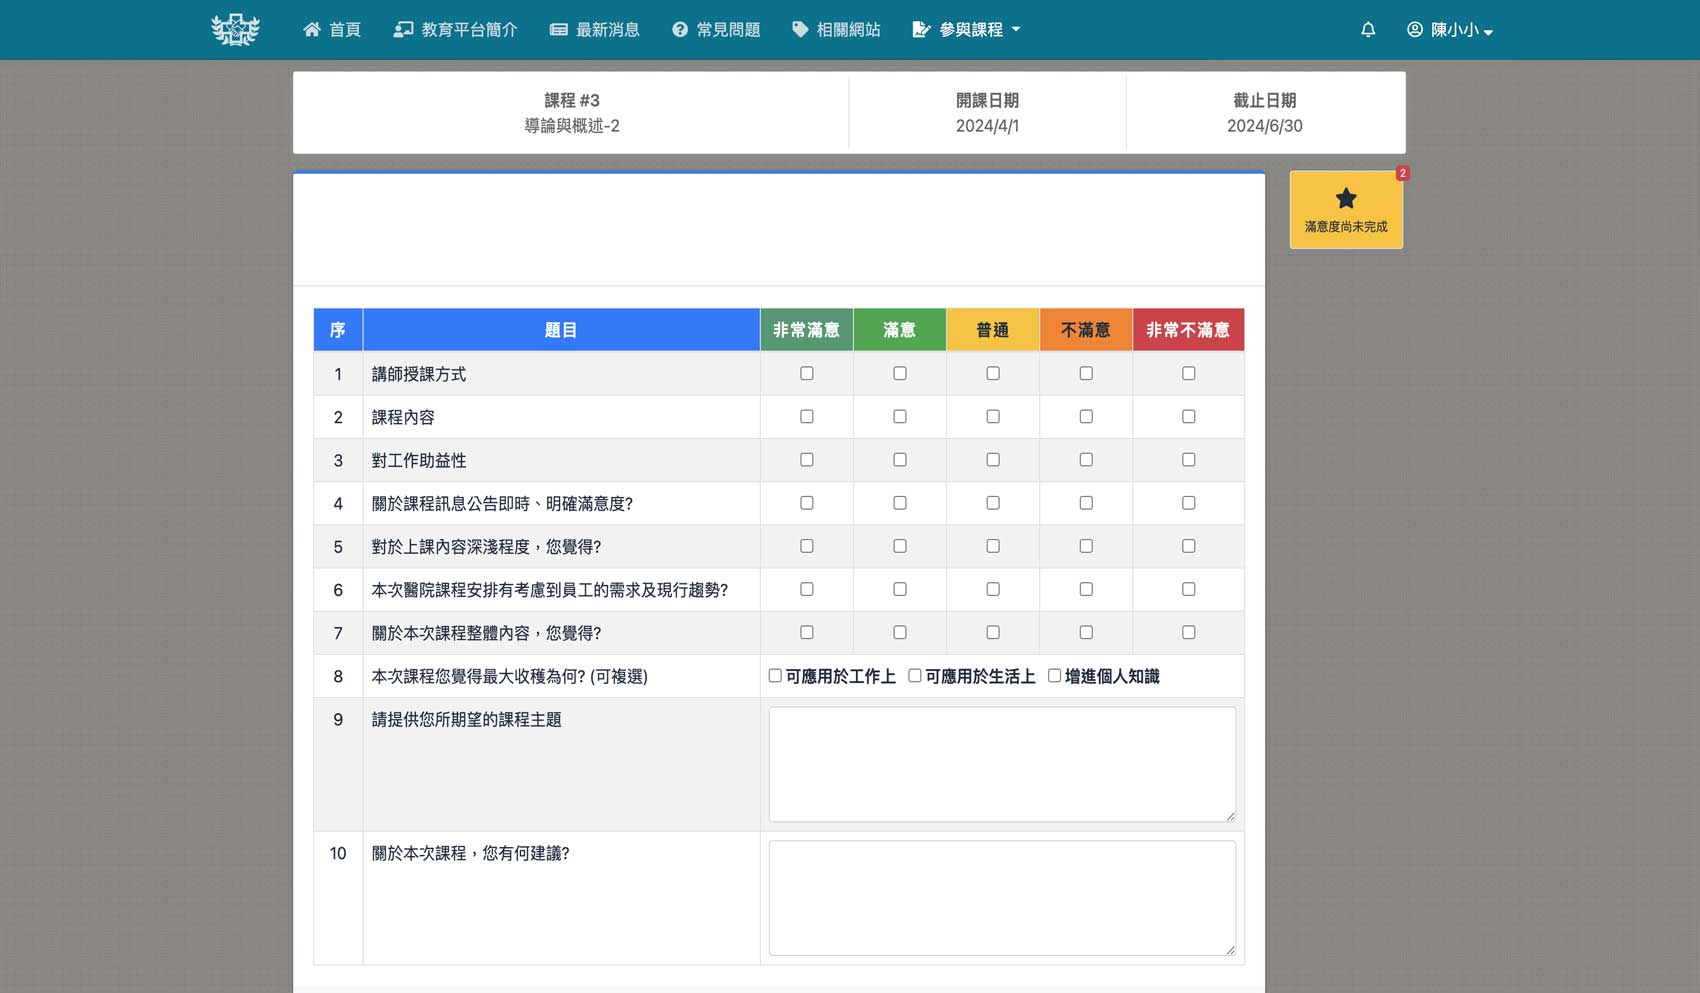 首頁 教育平台簡介 最新消息 常見問題 相關網站 參與課程 陳小小
課程 #3
導論與概述-2
開課日期
2024/4/1
截止日期
2024/6/30
2
滿意度尚未完成
序 題目 非常滿意 滿意 普通 不滿意 非常不滿意
1 講師授課方式
2 課程內容
3 對工作助益性
4 關於課程訊息公告即時、明確滿意度?
5 對於上課內容深淺程度，您覺得?
6 本次醫院課程安排有考慮到員工的需求及現行趨勢?
7 關於本次課程整體內容，您覺得?
8 本次課程您覺得最大收穫為何? (可複選) 可應用於工作上 可應用於生活上 增進個人知識
9 請提供您所期望的課程主題
10 關於本次課程，您有何建議?